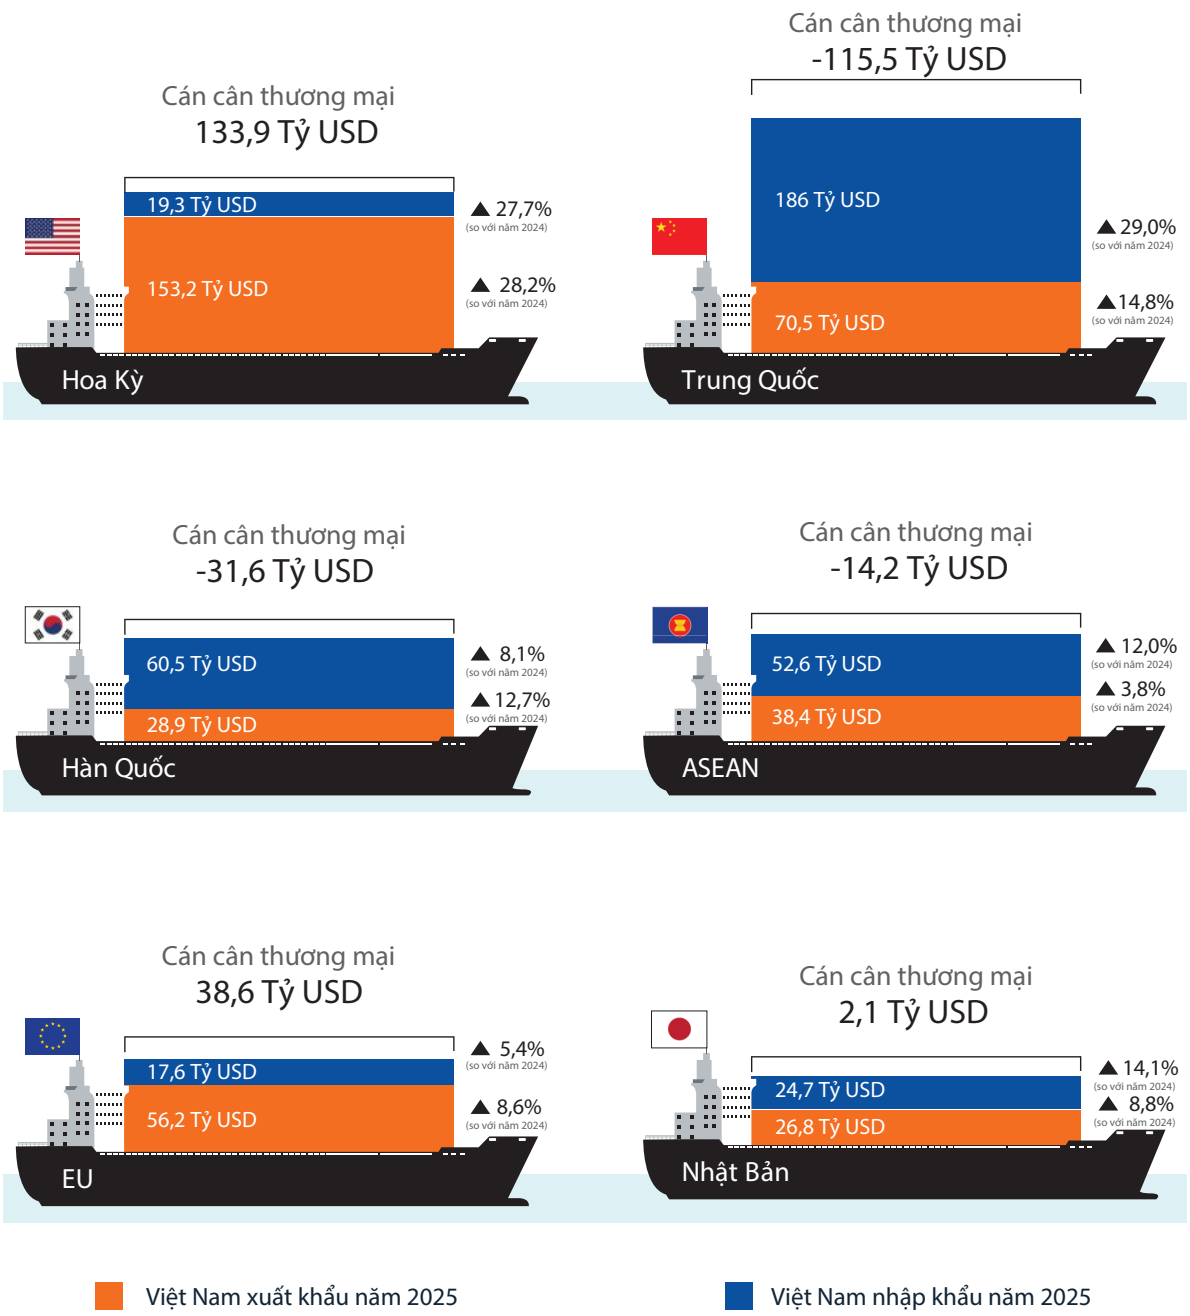 Cán cân thương mại
133,9 Tỷ USD
19,3 Tỷ USD
27,7%
(so với năm 2024)
153,2 Tỷ USD
28,2%
(so với năm 2024)
Hoa Kỳ
Cán cân thương mại
-115,5 Tỷ USD
186 Tỷ USD
29,0%
(so với năm 2024)
70,5 Tỷ USD
14,8%
(so với năm 2024)
Trung Quốc
Cán cân thương mại
-31,6 Tỷ USD
60,5 Tỷ USD
8,1%
(so với năm 2024)
28,9 Tỷ USD
12,7%
(so với năm 2024)
Hàn Quốc
Cán cân thương mại
-14,2 Tỷ USD
52,6 Tỷ USD
12,0%
(so với năm 2024)
38,4 Tỷ USD
3,8%
(so với năm 2024)
ASEAN
Cán cân thương mại
38,6 Tỷ USD
17,6 Tỷ USD
5,4%
(so với năm 2024)
56,2 Tỷ USD
8,6%
(so với năm 2024)
EU
Cán cân thương mại
2,1 Tỷ USD
24,7 Tỷ USD
14,1%
(so với năm 2024)
26,8 Tỷ USD
8,8%
(so với năm 2024)
Nhật Bản
Việt Nam xuất khẩu năm 2025
Việt Nam nhập khẩu năm 2025